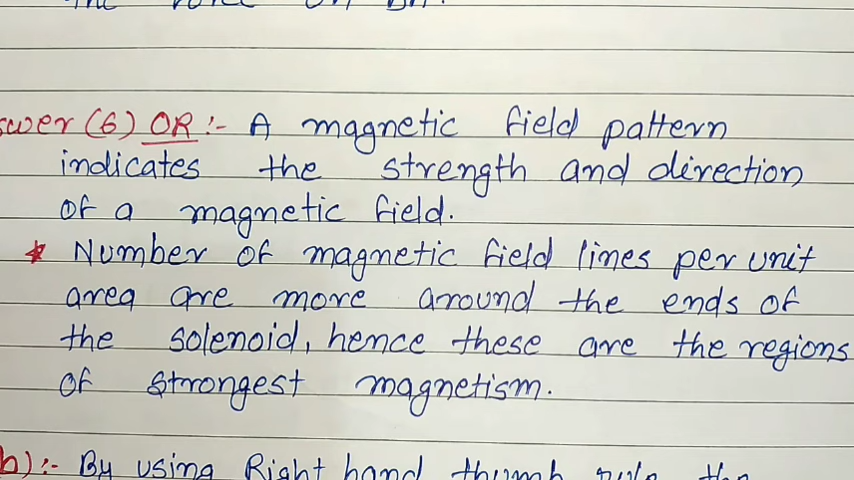 swer (6) OR :- A magnetic field pattern
indicates the strength and direction
of a magnetic field.
* Number of magnetic field lines per unit
area are more around the ends of
the solenoid, hence these are the regions
of strongest magnetism.
b) :- By using Right hand thumb rule the